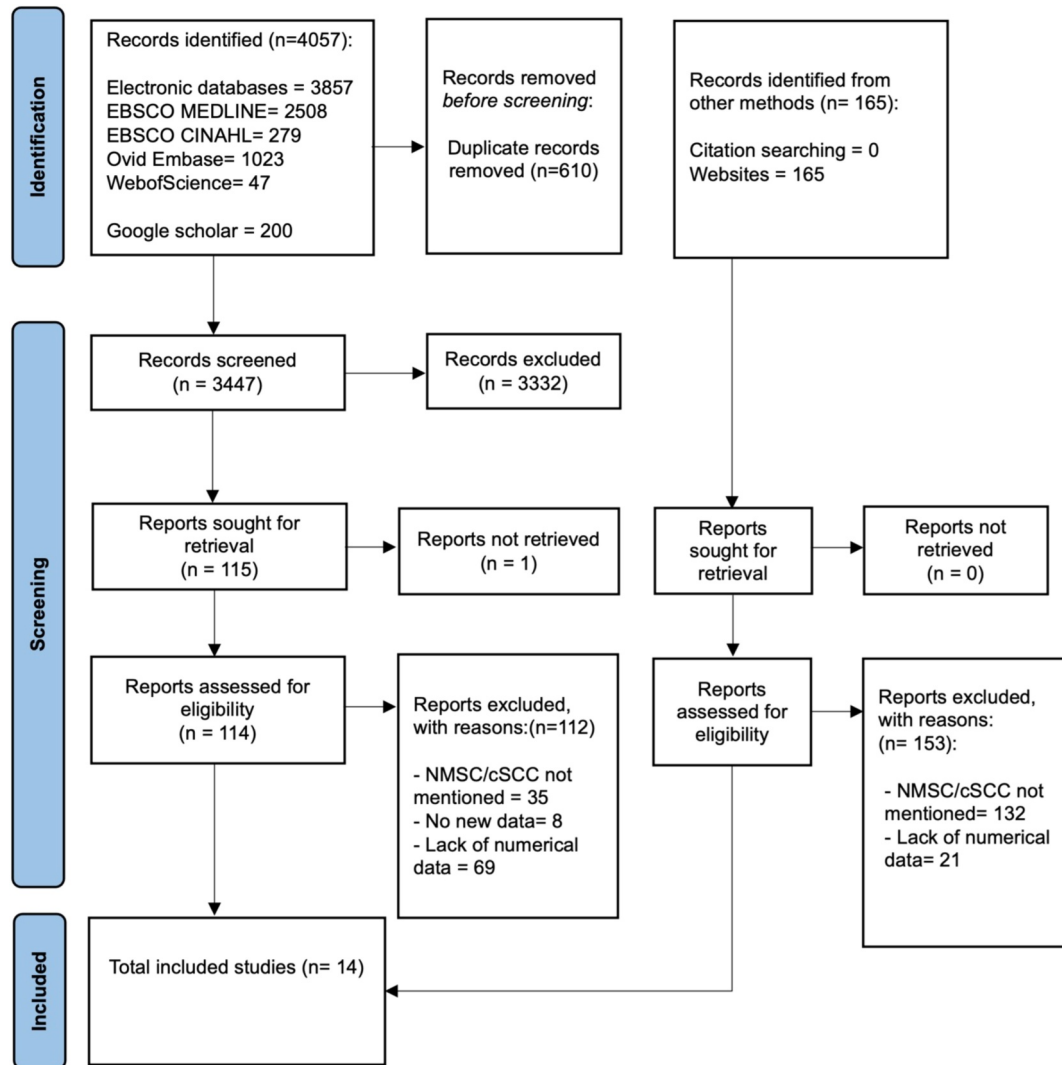 Identification
Records identified (n=4057):
Electronic databases = 3857
EBSCO MEDLINE= 2508
EBSCO CINAHL= 279
Ovid Embase= 1023
WebofScience= 47
Google scholar = 200
Records removed
before screening:
Duplicate records
removed (n=610)
Records identified from
other methods (n= 165):
Citation searching = 0
Websites = 165
Screening
Records screened
(n = 3447)
Records excluded
(n = 3332)
Reports sought for
retrieval
(n = 115)
Reports not retrieved
(n = 1)
Reports
sought for
retrieval
Reports not
retrieved
(n = 0)
Reports assessed for
eligibility
(n = 114)
Reports excluded,
with reasons:(n=112)
- NMSC/cSCC not
mentioned = 35
- No new data= 8
- Lack of numerical
data = 69
Reports
assessed for
eligibility
Reports excluded,
with reasons:
(n= 153):
- NMSC/cSCC not
mentioned= 132
- Lack of numerical
data= 21
Included
Total included studies (n= 14)